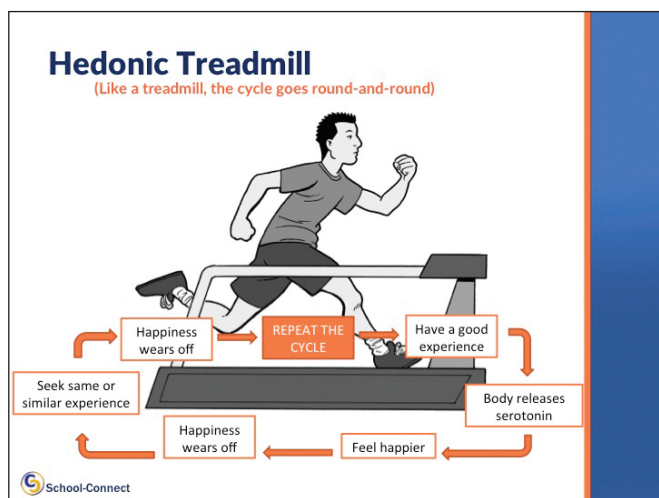 Hedonic Treadmill
(Like a treadmill, the cycle goes round-and-round)
Happiness
wears off
REPEAT THE
CYCLE
Have a good
experience
Seek same or
similar experience
Body releases
serotonin
Happiness
wears off
Feel happier
School-Connect